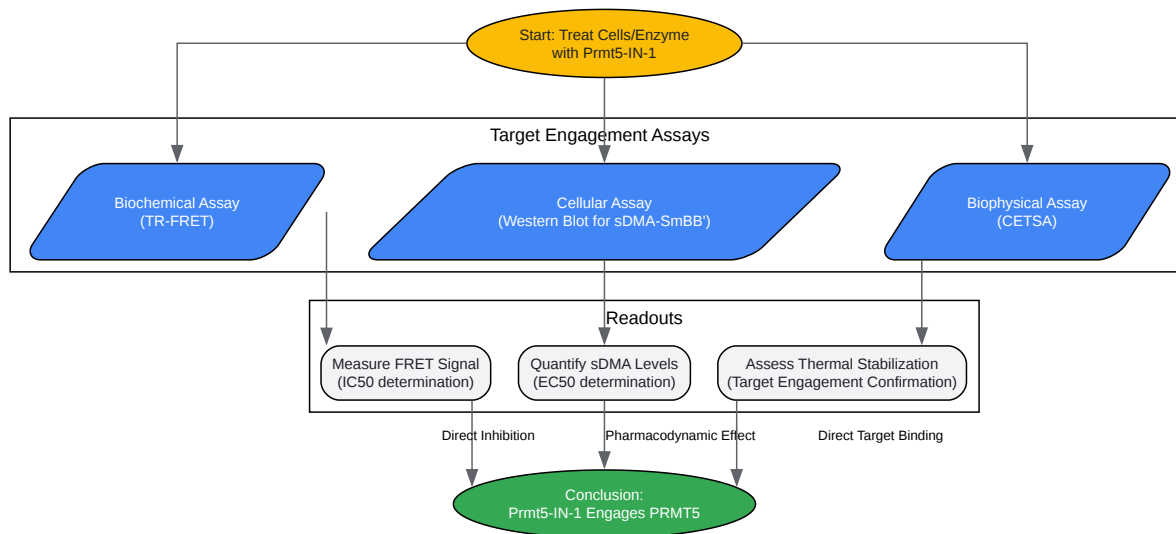 Start: Treat Cells/Enzyme
with Prmt5-IN-1
Target Engagement Assays
Biochemical Assay
(TR-FRET)
Cellular Assay
(Western Blot for sDMA-SmBB')
Biophysical Assay
(CETSA)
Readouts
Measure FRET Signal
(IC50 determination)
Quantify sDMA Levels
(EC50 determination)
Assess Thermal Stabilization
(Target Engagement Confirmation)
Direct Inhibition
Pharmacodynamic Effect
Direct Target Binding
Conclusion:
Prmt5-IN-1 Engages PRMT5